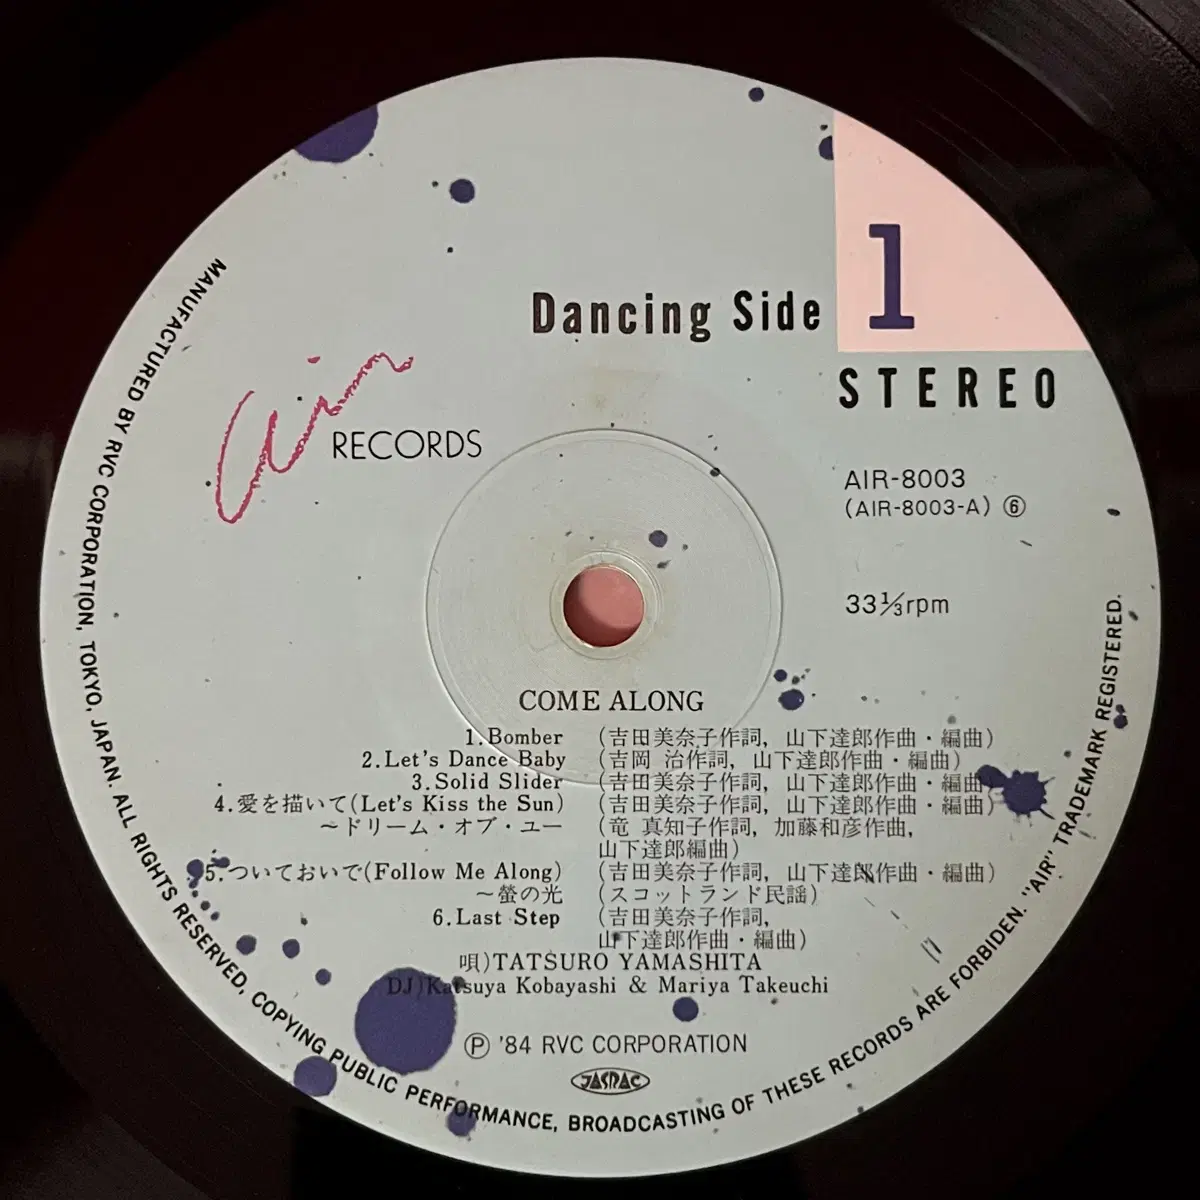 Dancing Side
1
STEREO
Air RECORDS
AIR-8003
(AIR-8003-A) ⑥
33⅓rpm
COME ALONG
1.Bomber (吉田美奈子作詞, 山下達郎作曲・編曲)
2.Let's Dance Baby (吉岡 治作詞, 山下達郎作曲・編曲)
3.Solid Slider (吉田美奈子作詞, 山下達郎作曲・編曲)
4.愛を描いて(Let's Kiss the Sun) (吉田美奈子作詞, 山下達郎作曲・編曲)
～ドリーム・オブ・ユー (竜 真知子作詞, 加藤和彦作曲,
山下達郎編曲)
5.ついておいで(Follow Me Along) (吉田美奈子作詞, 山下達郎作曲・編曲)
～螢の光 (スコットランド民謡)
6.Last Step (吉田美奈子作詞,
山下達郎作曲・編曲)
唄)TATSURO YAMASHITA
DJ)Katsuya Kobayashi & Mariya Takeuchi
Ⓟ '84 RVC CORPORATION
JASRAC
MANUFACTURED BY RVC CORPORATION, TOKYO, JAPAN. ALL RIGHTS RESERVED, COPYING PUBLIC PERFORMANCE, BROADCASTING OF THESE RECORDS ARE FORBIDEN. "AIR" TRADEMARK REGISTERED.